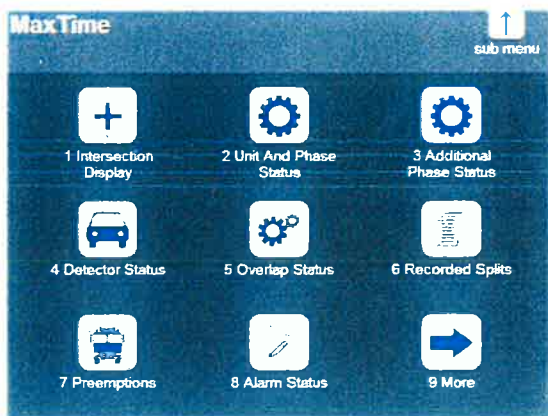 MaxTime
sub menu
1 Intersection
Display
2 Unit And Phase
Status
3 Additional
Phase Status
4 Detector Status
5 Overlap Status
6 Recorded Splits
7 Preemptions
8 Alarm Status
9 More